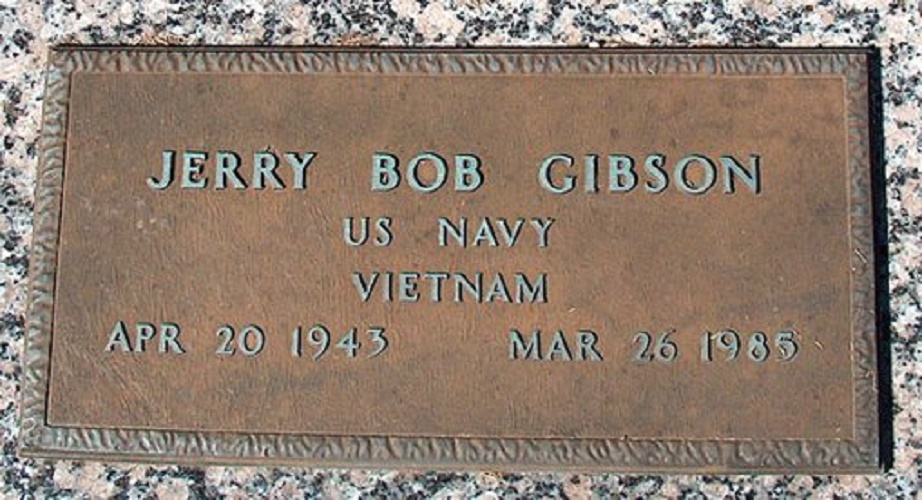 JERRY BOB GIBSON
US NAVY
VIETNAM
APR 20 1943 MAR 26 1985